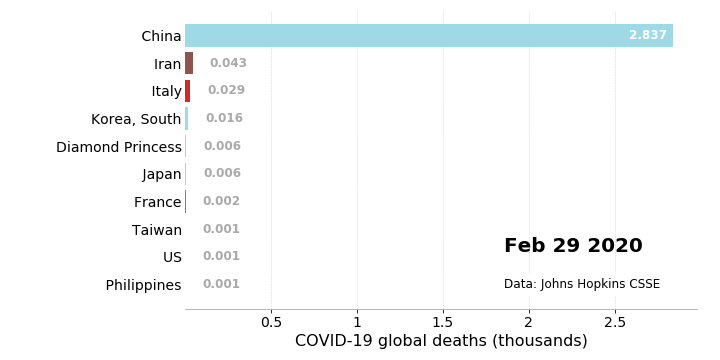 China 2.837
Iran 0.043
Italy 0.029
Korea, South 0.016
Diamond Princess 0.006
Japan 0.006
France 0.002
Taiwan 0.001
US 0.001
Philippines 0.001
Feb 29 2020
Data: Johns Hopkins CSSE
0.5 1 1.5 2 2.5
COVID-19 global deaths (thousands)